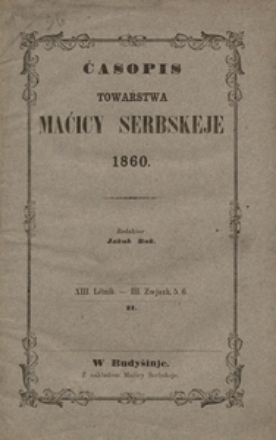 ČASOPIS
TOWARSTWA
MAĆICY SERBSKEJE
1860.
Redaktor
Jakub Buk.
XIII Lětnik. — III. Zwjazk. 5. 6.
W Budyšinje.
Z nakładom Maćicy Serbskeje.